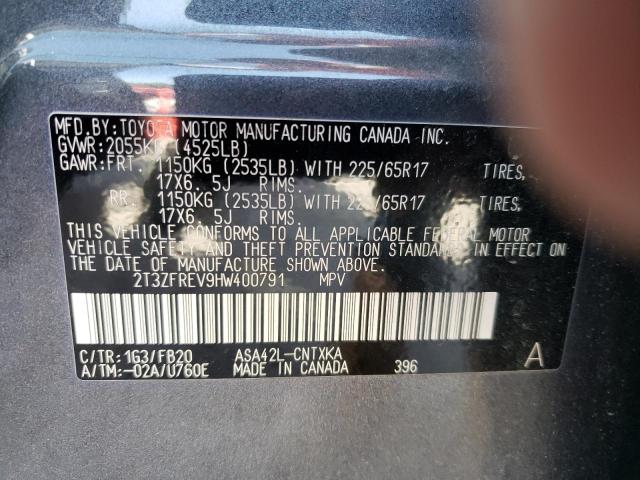 MFD.BY:TOYOTA MOTOR MANUFACTURING CANADA INC.
GVWR:2055KG (4525LB)
GAWR:FRT. 1150KG (2535LB) WITH 225/65R17 TIRES,
17X6. 5J RIMS.
RR. 1150KG (2535LB) WITH 225/65R17 TIRES,
17X6. 5J RIMS.
THIS VEHICLE CONFORMS TO ALL APPLICABLE FEDERAL MOTOR
VEHICLE SAFETY AND THEFT PREVENTION STANDARDS IN EFFECT ON
THE DATE OF MANUFACTURE SHOWN ABOVE.
2T3ZFREV9HW400791 MPV
C/TR: 1G3/FB20 ASA42L-CNTXKA A
A/TM:-02A/U760E MADE IN CANADA 396